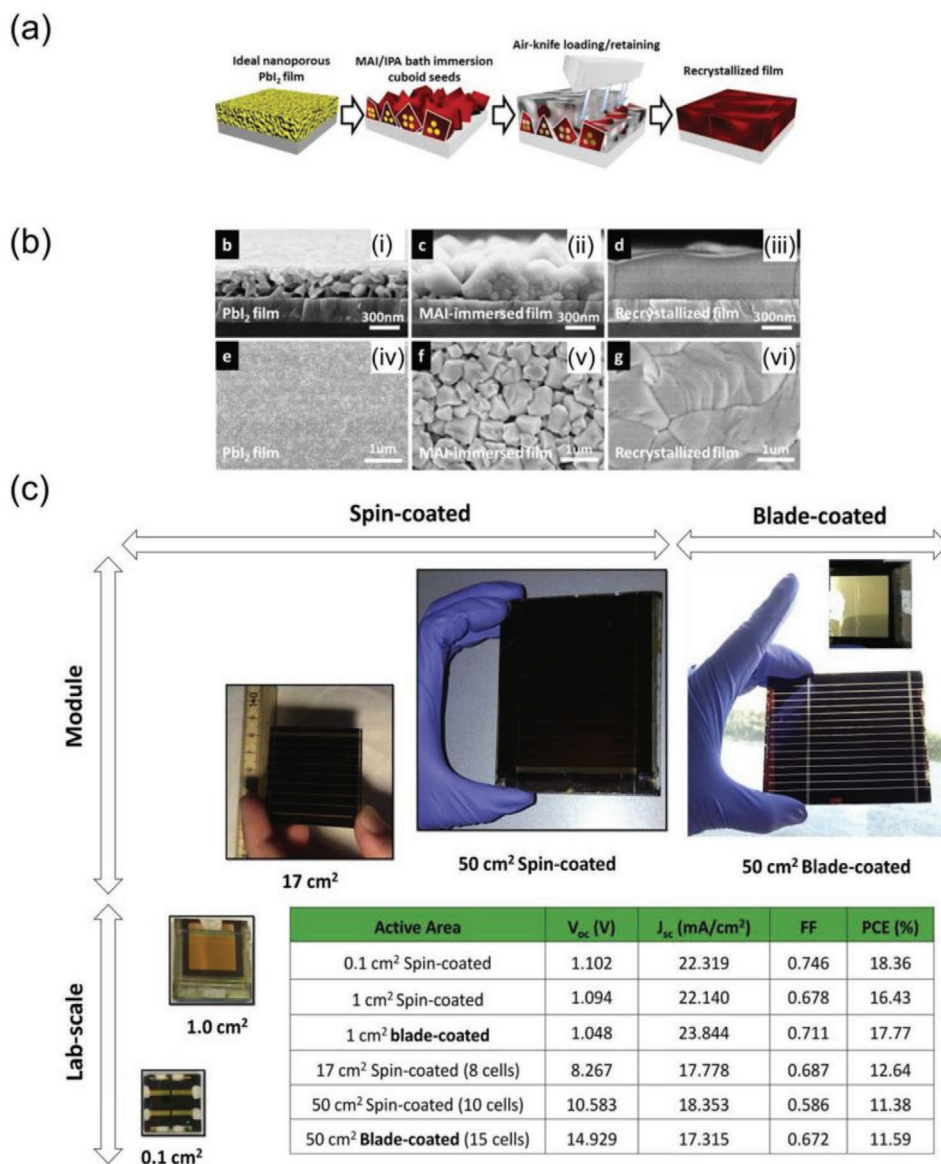 (a)
Ideal nanoporous
PbI₂ film
MAI/IPA bath immersion
cuboid seeds
Air-knife loading/retaining
Recrystallized film
(b)
b (i)
PbI₂ film 300nm
c (ii)
MAI-immersed film 300nm
d (iii)
Recrystallized film 300nm
e (iv)
PbI₂ film 1um
f (v)
MAI-immersed film 1um
g (vi)
Recrystallized film 1um
(c)
Spin-coated
Blade-coated
Module
17 cm²
50 cm² Spin-coated
50 cm² Blade-coated
Lab-scale
1.0 cm²
0.1 cm²
Active Area Voc (V) Jsc (mA/cm²) FF PCE (%)
0.1 cm² Spin-coated 1.102 22.319 0.746 18.36
1 cm² Spin-coated 1.094 22.140 0.678 16.43
1 cm² blade-coated 1.048 23.844 0.711 17.77
17 cm² Spin-coated (8 cells) 8.267 17.778 0.687 12.64
50 cm² Spin-coated (10 cells) 10.583 18.353 0.586 11.38
50 cm² Blade-coated (15 cells) 14.929 17.315 0.672 11.59